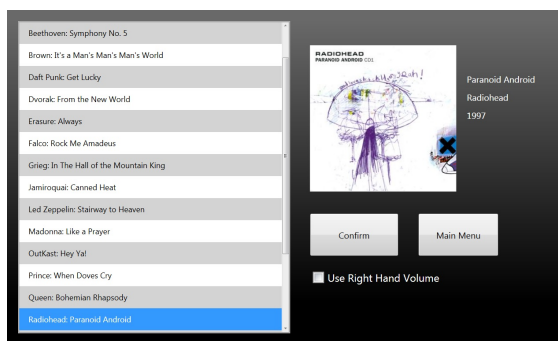 Beethoven: Symphony No. 5
Brown: It's a Man's Man's Man's World
Daft Punk: Get Lucky
Dvorak: From the New World
Erasure: Always
Falco: Rock Me Amadeus
Grieg: In The Hall of the Mountain King
Jamiroquai: Canned Heat
Led Zeppelin: Stairway to Heaven
Madonna: Like a Prayer
OutKast: Hey Ya!
Prince: When Doves Cry
Queen: Bohemian Rhapsody
Radiohead: Paranoid Android
RADIOHEAD
PARANOID ANDROID CD1
Paranoid Android
Radiohead
1997
Confirm
Main Menu
Use Right Hand Volume